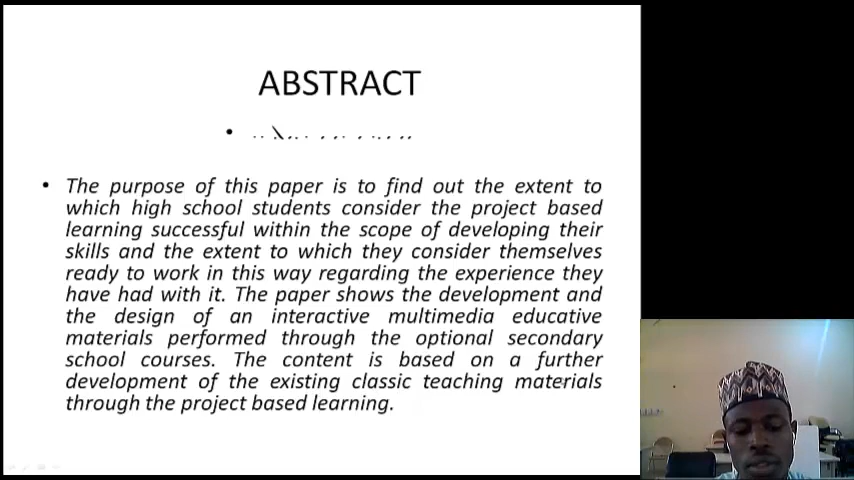 ABSTRACT
The purpose of this paper is to find out the extent to
which high school students consider the project based
learning successful within the scope of developing their
skills and the extent to which they consider themselves
ready to work in this way regarding the experience they
have had with it. The paper shows the development and
the design of an interactive multimedia educative
materials performed through the optional secondary
school courses. The content is based on a further
development of the existing classic teaching materials
through the project based learning.